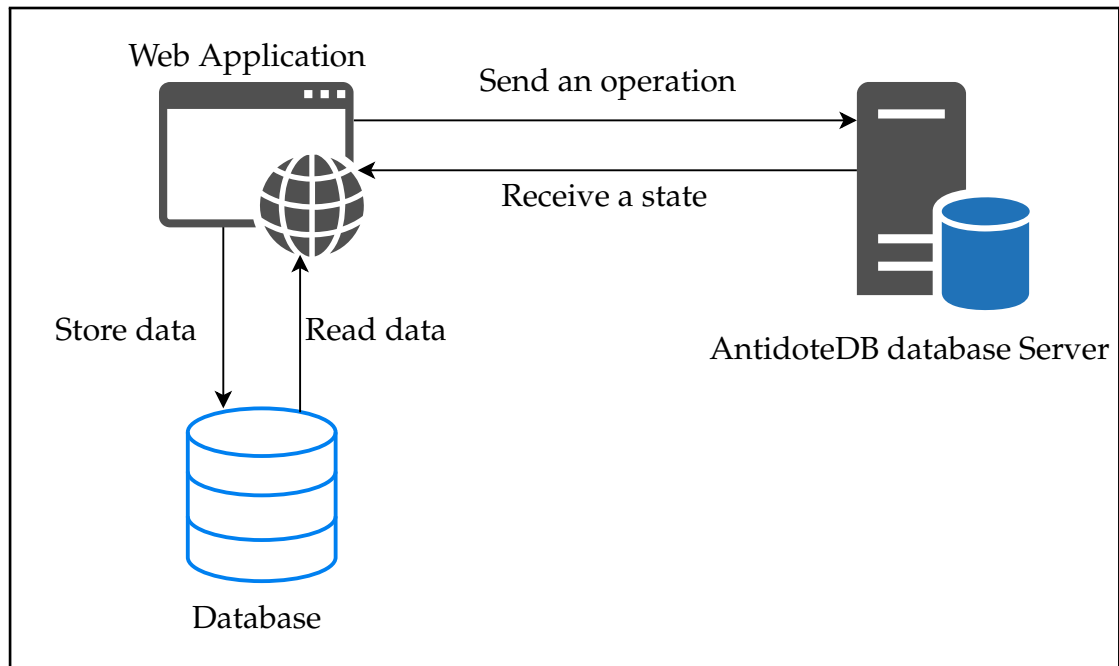 Web Application
Send an operation
Receive a state
Store data
Read data
AntidoteDB database Server
Database